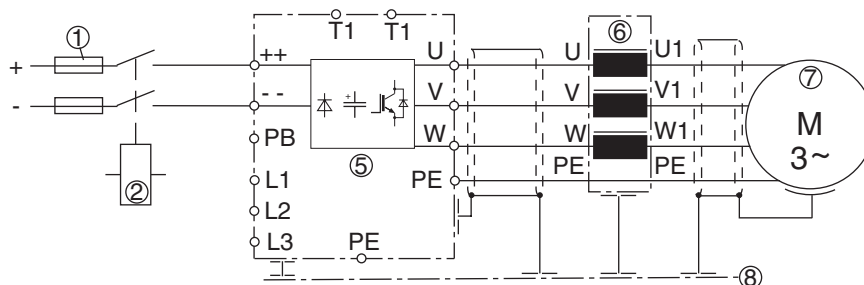 T1 T1
① ⑥ ⑦
+ ++ U U U1
- - - V V V1
M
3~
W W W1
PB ⑤
② L1 PE PE PE
L2
L3 PE
⑧
+